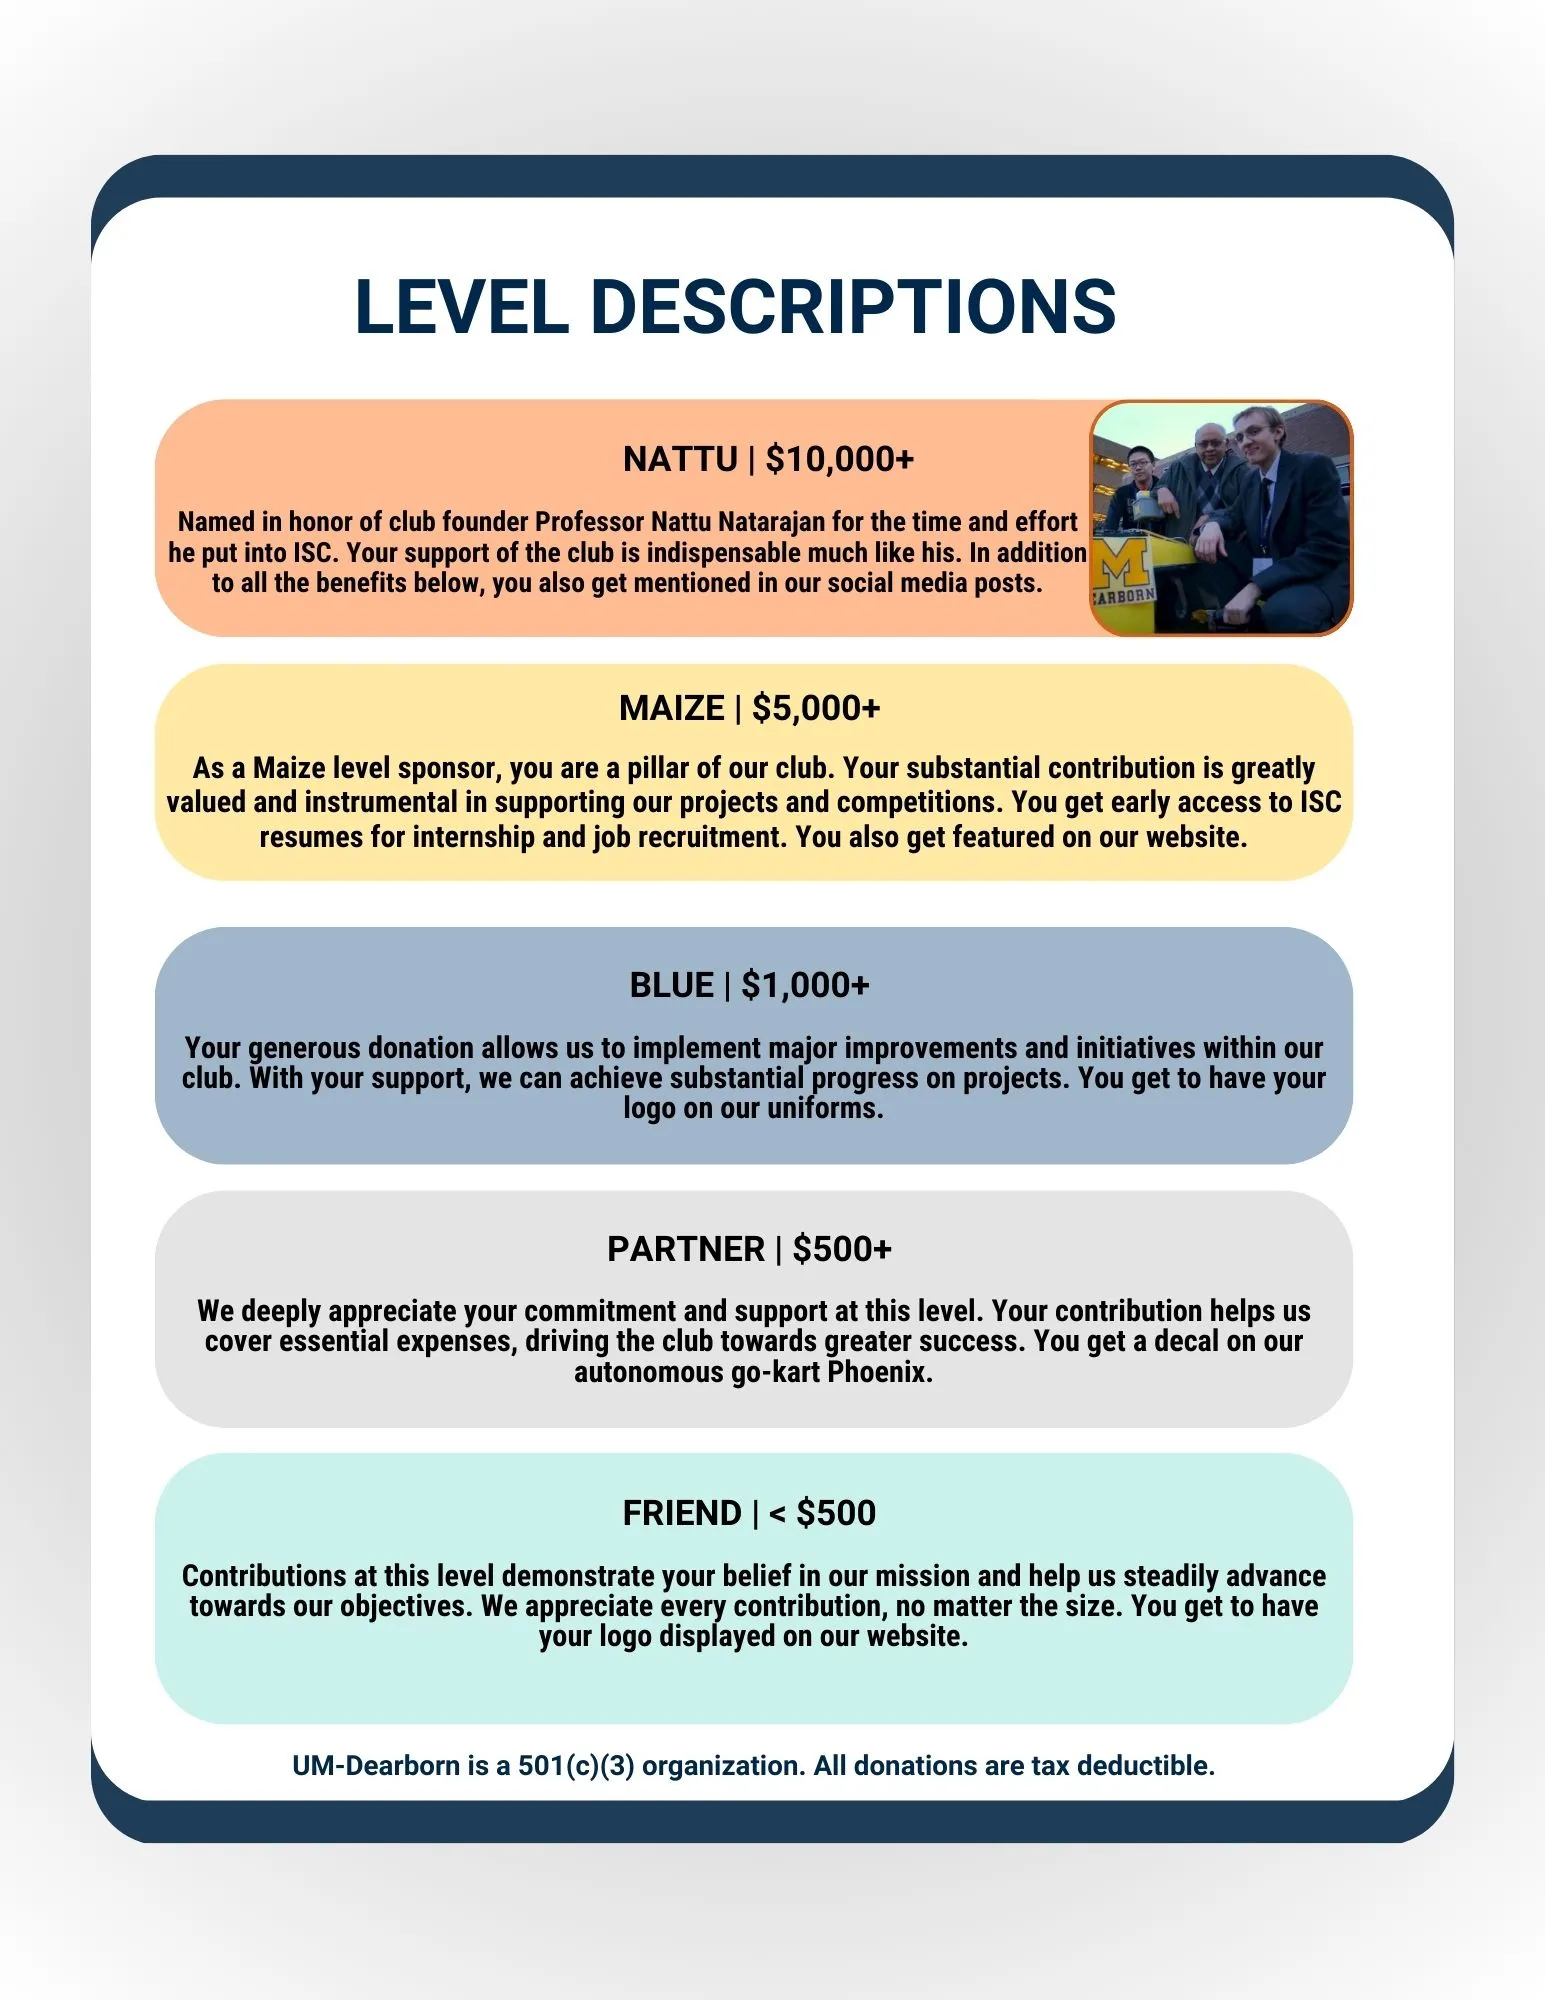 LEVEL DESCRIPTIONS
NATTU | $10,000+
Named in honor of club founder Professor Nattu Natarajan for the time and effort
he put into ISC. Your support of the club is indispensable much like his. In addition
to all the benefits below, you also get mentioned in our social media posts.
M
EARBORN
MAIZE | $5,000+
As a Maize level sponsor, you are a pillar of our club. Your substantial contribution is greatly
valued and instrumental in supporting our projects and competitions. You get early access to ISC
resumes for internship and job recruitment. You also get featured on our website.
BLUE | $1,000+
Your generous donation allows us to implement major improvements and initiatives within our
club. With your support, we can achieve substantial progress on projects. You get to have your
logo on our uniforms.
PARTNER | $500+
We deeply appreciate your commitment and support at this level. Your contribution helps us
cover essential expenses, driving the club towards greater success. You get a decal on our
autonomous go-kart Phoenix.
FRIEND | < $500
Contributions at this level demonstrate your belief in our mission and help us steadily advance
towards our objectives. We appreciate every contribution, no matter the size. You get to have
your logo displayed on our website.
UM-Dearborn is a 501(c)(3) organization. All donations are tax deductible.